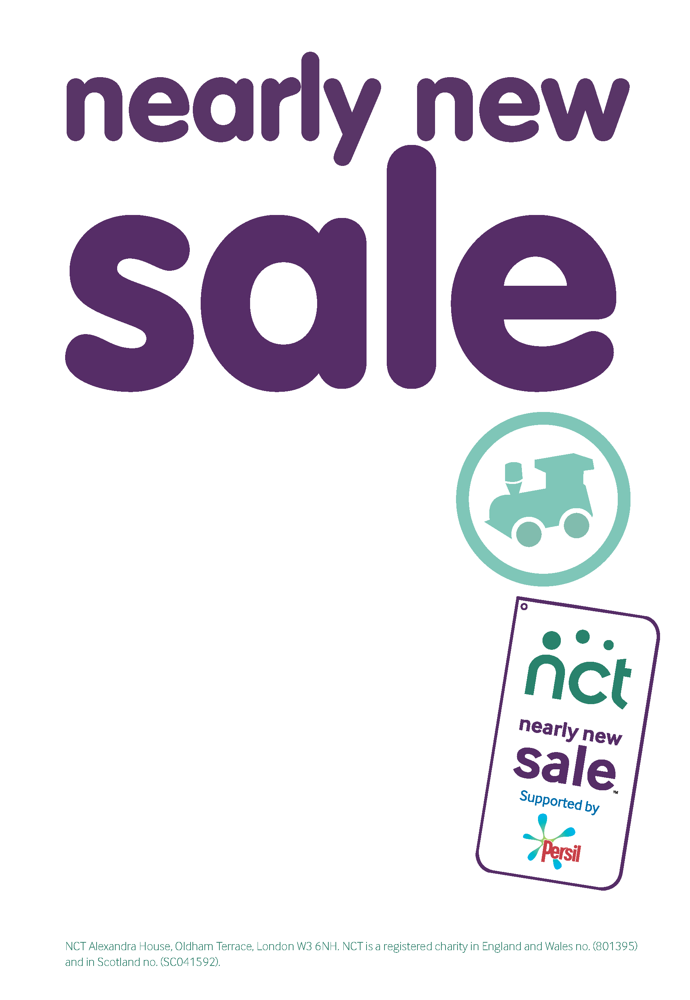 nearly new
sale
nct
nearly new
sale™
Supported by
Persil
NCT Alexandra House, Oldham Terrace, London W3 6NH. NCT is a registered charity in England and Wales no. (801395)
and in Scotland no. (SC041592).